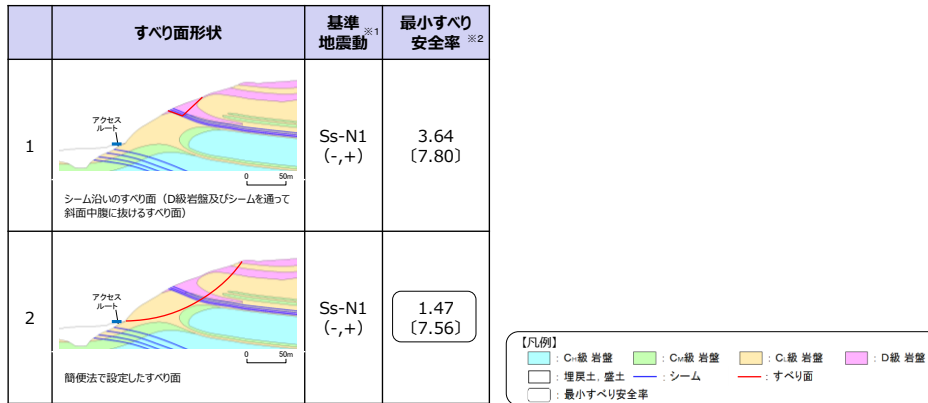 すべり面形状
基準
地震動 ※1
最小すべり
安全率 ※2
1
アクセス
ルート
0 50m
シーム沿いのすべり面（D級岩盤及びシームを通って
斜面中腹に抜けるすべり面）
Ss-N1
（-,+）
3.64
〔7.80〕
2
アクセス
ルート
0 50m
簡便法で設定したすべり面
Ss-N1
（-,+）
1.47
〔7.56〕
【凡例】
：CH級 岩盤 ：CM級 岩盤 ：CL級 岩盤 ：D級 岩盤
：埋戻土，盛土 ：シーム ：すべり面
：最小すべり安全率